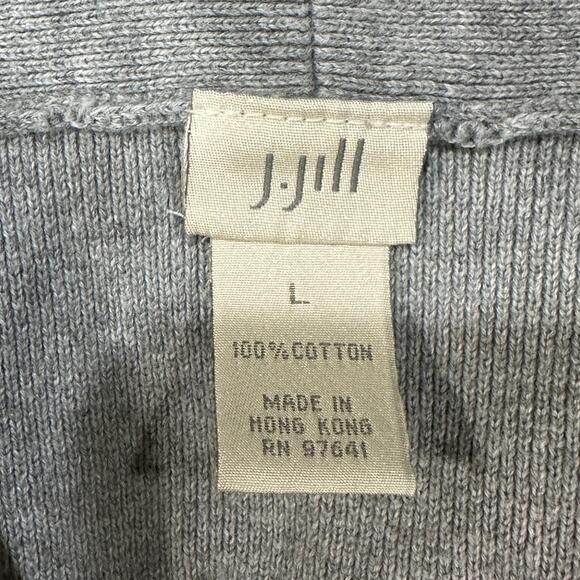 J.Jill
L
100% COTTON
MADE IN
HONG KONG
RN 97641